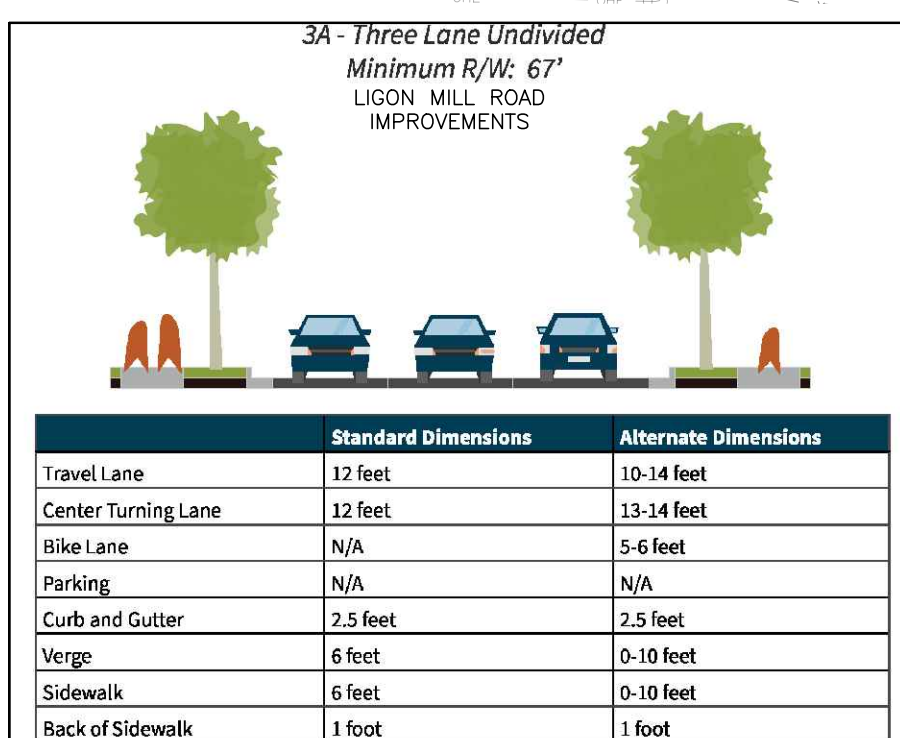 3A - Three Lane Undivided
Minimum R/W: 67'
LIGON MILL ROAD
IMPROVEMENTS
Standard Dimensions Alternate Dimensions
Travel Lane 12 feet 10-14 feet
Center Turning Lane 12 feet 13-14 feet
Bike Lane N/A 5-6 feet
Parking N/A N/A
Curb and Gutter 2.5 feet 2.5 feet
Verge 6 feet 0-10 feet
Sidewalk 6 feet 0-10 feet
Back of Sidewalk 1 foot 1 foot